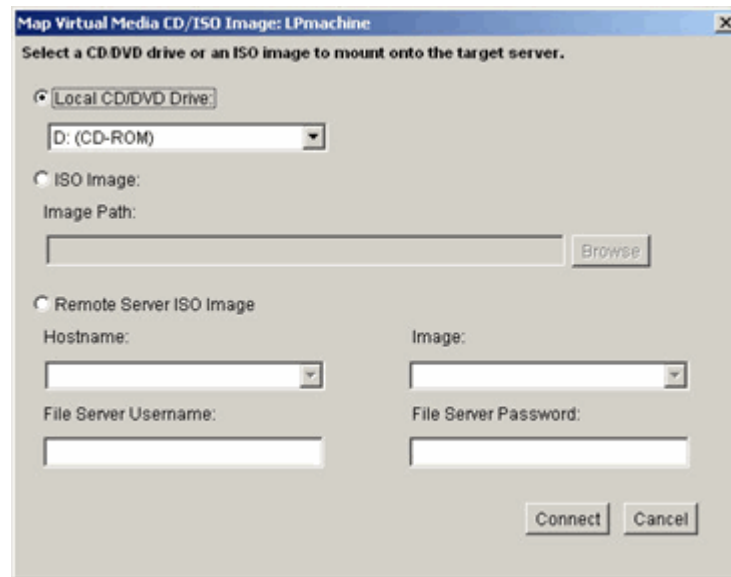 Map Virtual Media CD/ISO Image: LPmachine
Select a CD/DVD drive or an ISO image to mount onto the target server.
Local CD/DVD Drive:
D: (CD-ROM)
ISO Image:
Image Path:
Browse
Remote Server ISO Image
Hostname: Image:
File Server Username: File Server Password:
Connect Cancel